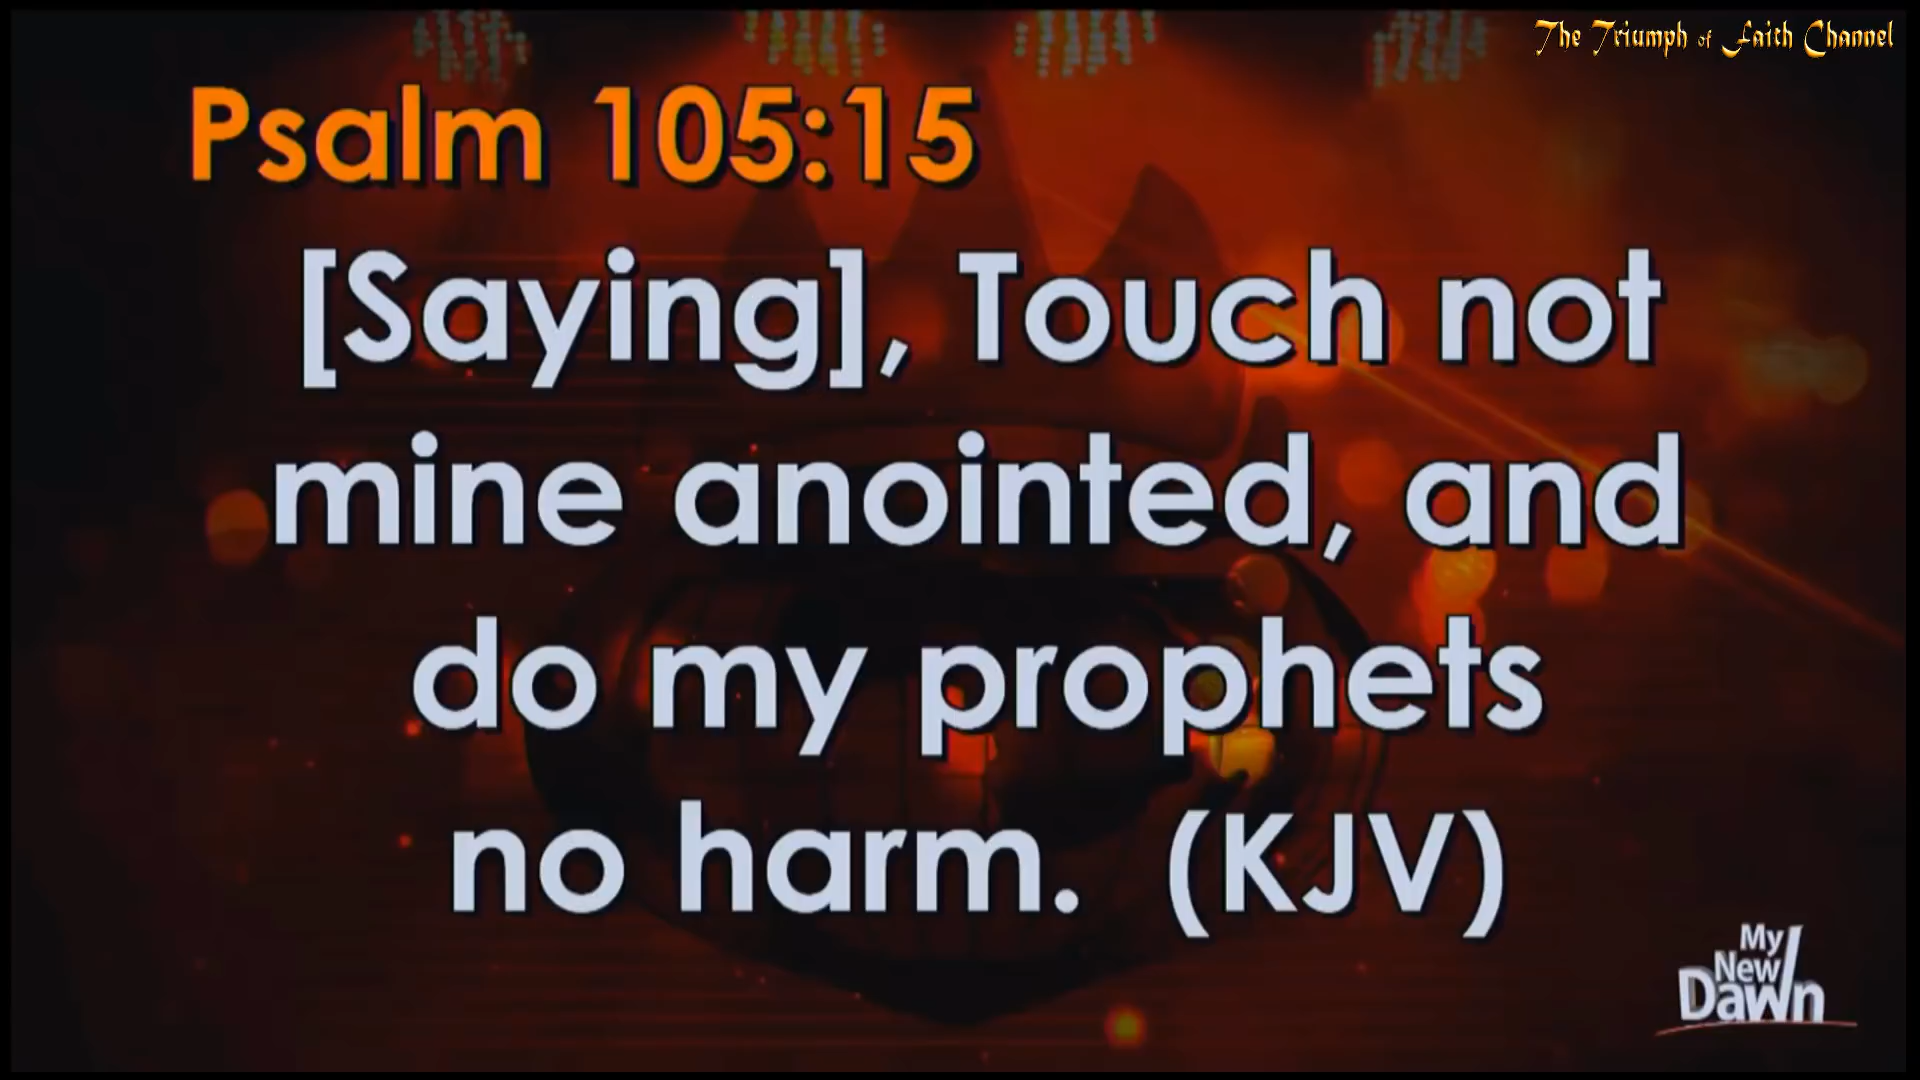 The Triumph of Faith Channel
Psalm 105:15
[Saying], Touch not
mine anointed, and
do my prophets
no harm. (KJV)
My
New
Dawn